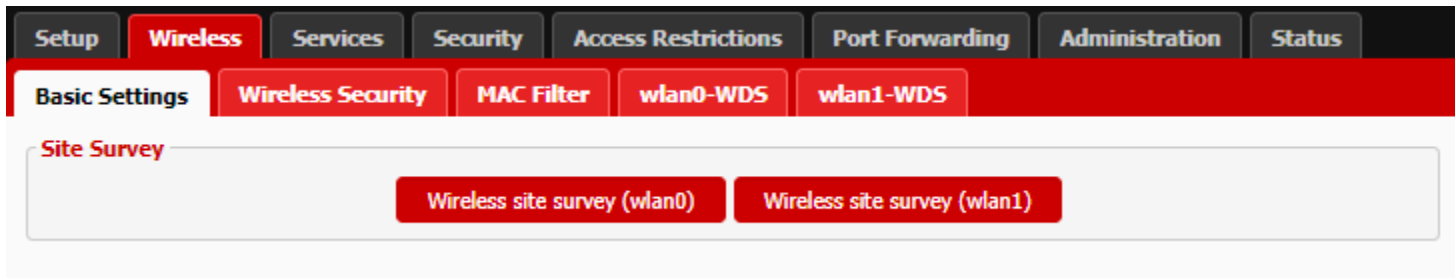 Setup Wireless Services Security Access Restrictions Port Forwarding Administration Status
Basic Settings Wireless Security MAC Filter wlan0-WDS wlan1-WDS
Site Survey
Wireless site survey (wlan0) Wireless site survey (wlan1)